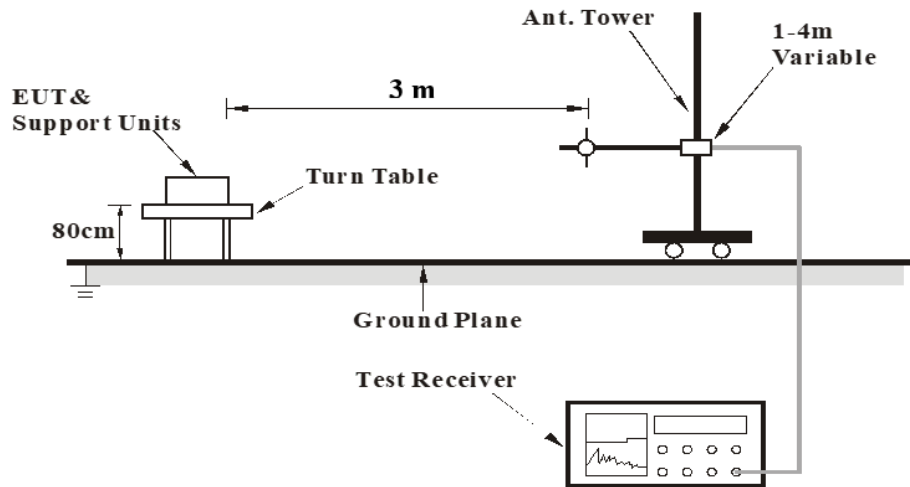 Ant. Tower
1-4m
Variable
3 m
EUT&
Support Units
Turn Table
80cm
Ground Plane
Test Receiver